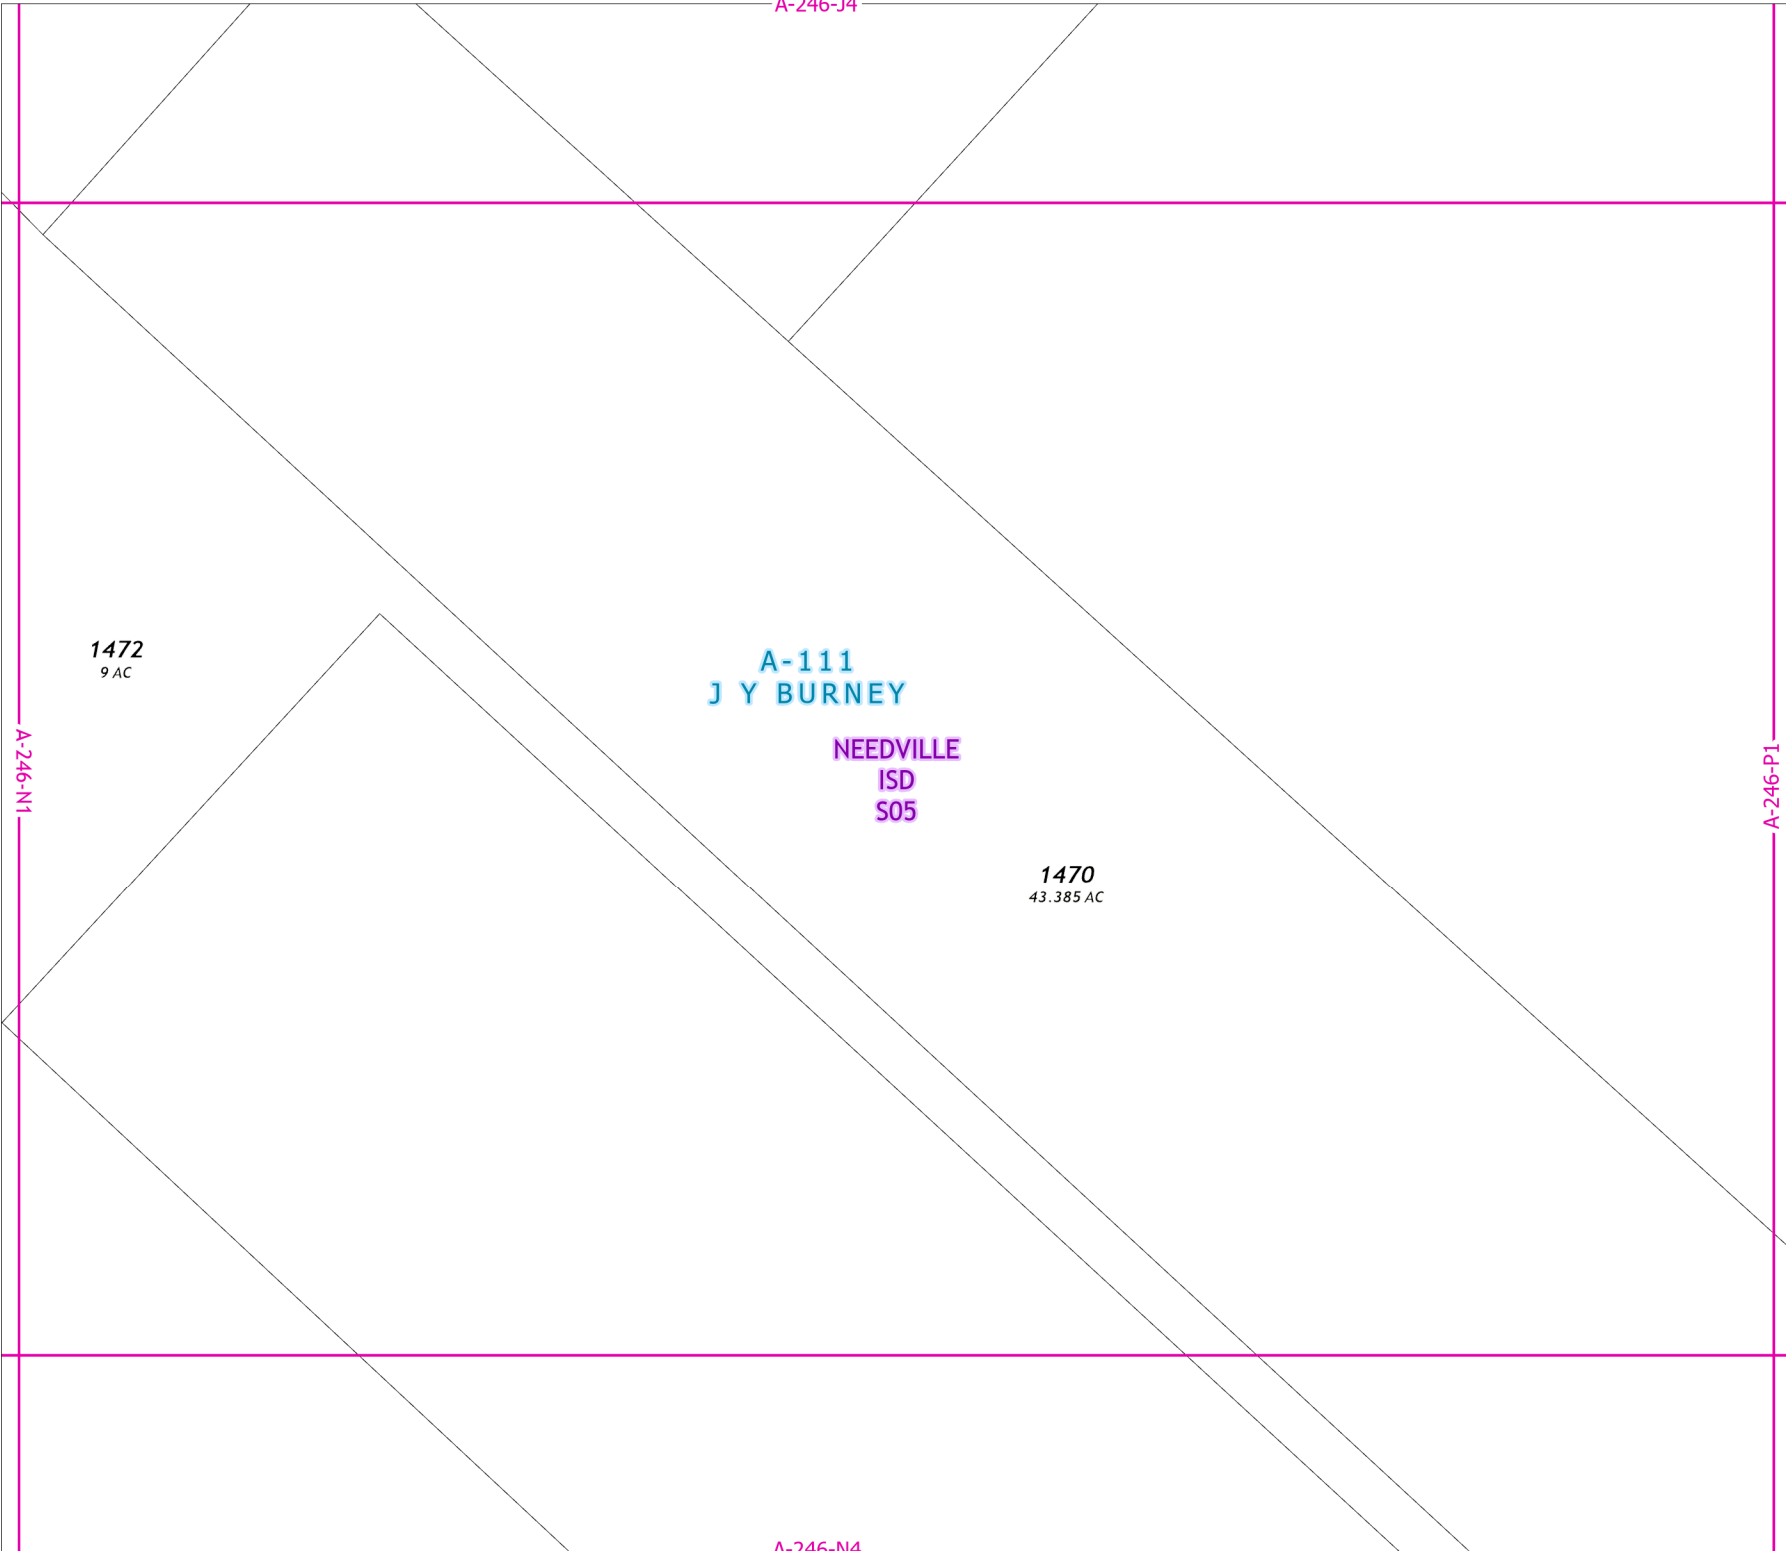 A-246-J4
1472
9 AC
A-111
J Y BURNEY
NEEDVILLE
ISD
S05
A-246-N1
A-246-P1
1470
43.385 AC
A-246-N4